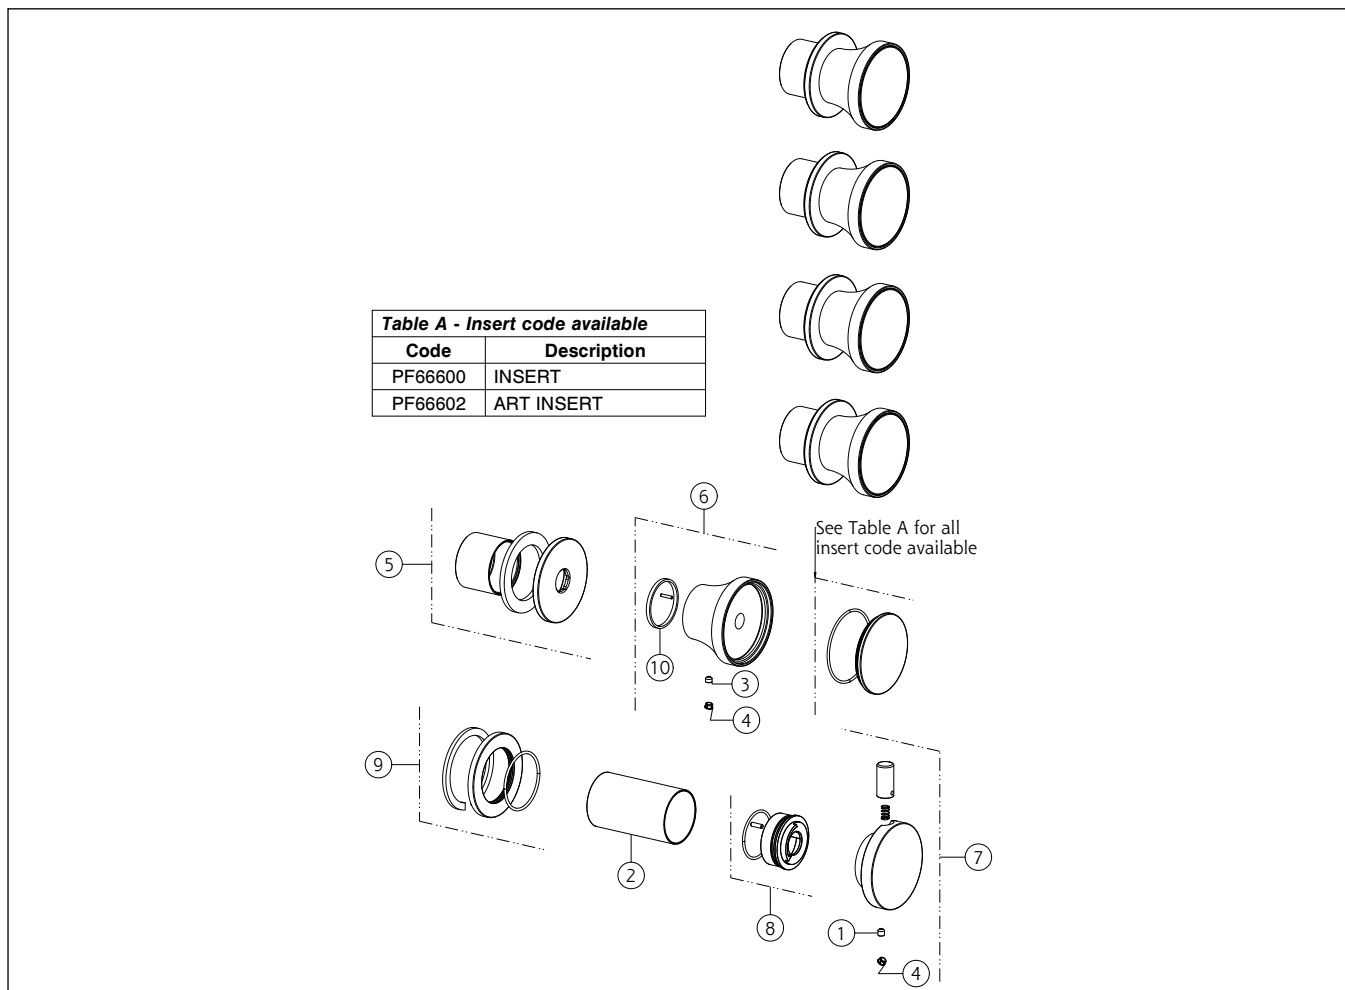 Table A - Insert code available
Code Description
PF66600 INSERT
PF66602 ART INSERT
6
See Table A for all
insert code available
5
10
3
4
9
7
2
8
1
4